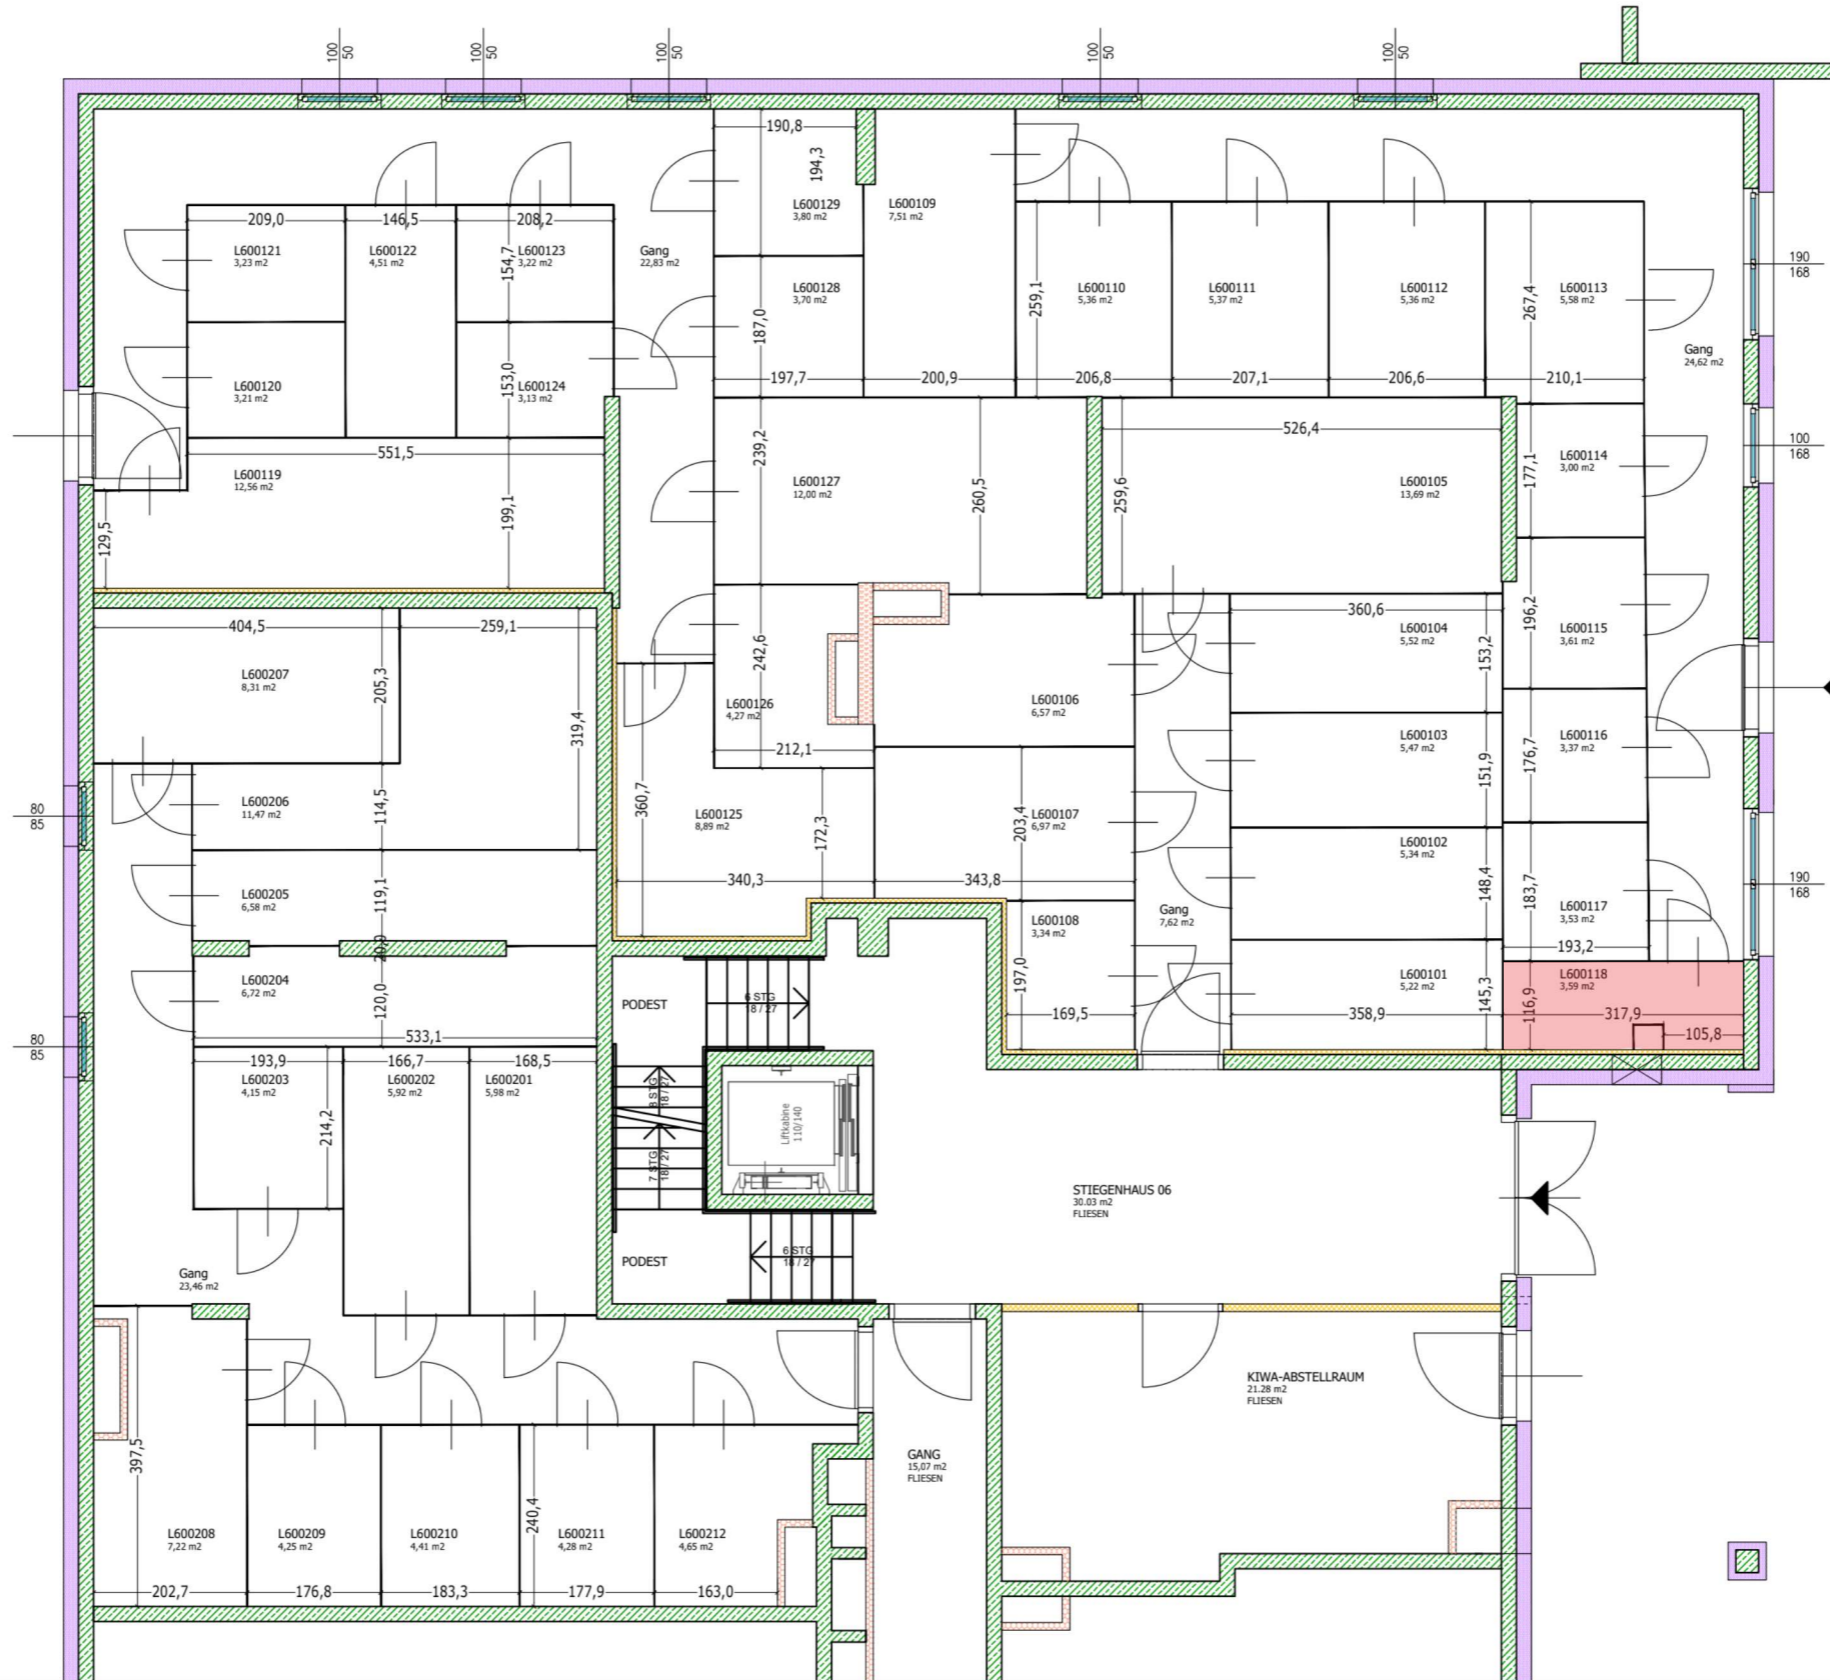 100
50
100
50
100
50
100
50
100
50
190,8
194,3
L600129
3,80 m2
L600109
7,51 m2
209,0
146,5
208,2
L600121
3,23 m2
L600122
4,51 m2
154,7
L600123
3,22 m2
Gang
22,83 m2
L600128
3,70 m2
187,0
259,1
L600110
5,36 m2
L600111
5,37 m2
L600112
5,36 m2
267,4
L600113
5,58 m2
190
168
Gang
24,62 m2
L600120
3,21 m2
153,0
L600124
3,13 m2
197,7
200,9
206,8
207,1
206,6
210,1
551,5
239,2
526,4
L600114
3,00 m2
100
168
177,1
L600119
12,56 m2
199,1
129,5
L600127
12,00 m2
260,5
259,6
L600105
13,69 m2
404,5
259,1
360,6
L600104
5,52 m2
153,2
196,2
L600115
3,61 m2
L600207
8,31 m2
205,3
319,4
242,6
L600126
4,27 m2
L600106
6,57 m2
212,1
L600103
5,47 m2
151,9
176,7
L600116
3,37 m2
80
85
L600206
11,47 m2
114,5
360,7
L600125
8,89 m2
172,3
203,4
L600107
6,97 m2
L600102
5,34 m2
148,4
183,7
L600117
3,53 m2
190
168
340,3
343,8
L600205
6,58 m2
119,1
20,9
L600108
3,34 m2
Gang
7,62 m2
193,2
L600204
6,72 m2
120,0
PODEST
6 STG
18 / 27
197,0
169,5
L600101
5,22 m2
358,9
145,3
116,9
L600118
3,59 m2
317,9
105,8
80
85
533,1
193,9
166,7
168,5
L600203
4,15 m2
L600202
5,92 m2
L600201
5,98 m2
214,2
8 STG
18 / 27
7 STG
18 / 27
Liftkabine
110/140
STIEGENHAUS 06
30.03 m2
FLIESEN
PODEST
6 STG
18 / 27
Gang
23,46 m2
KIWA-ABSTELLRAUM
21.28 m2
FLIESEN
397,5
GANG
15,07 m2
FLIESEN
240,4
L600208
7,22 m2
L600209
4,25 m2
L600210
4,41 m2
L600211
4,28 m2
L600212
4,65 m2
202,7
176,8
183,3
177,9
163,0